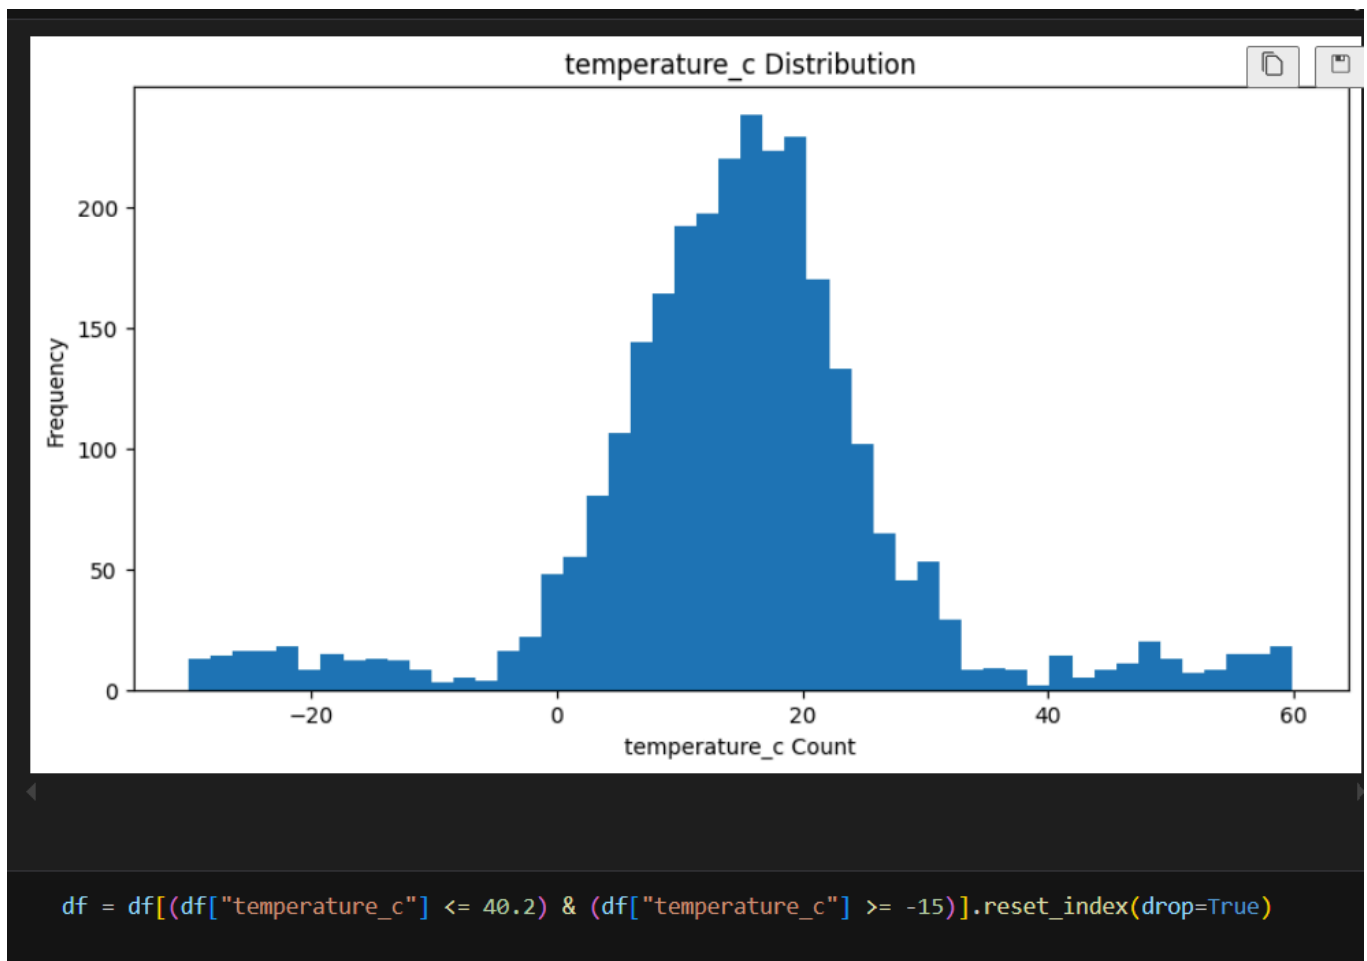 temperature_c Distribution
200
150
100
50
0
Frequency
−20
0
20
40
60
temperature_c Count
df = df[(df["temperature_c"] <= 40.2) & (df["temperature_c"] >= -15)].reset_index(drop=True)